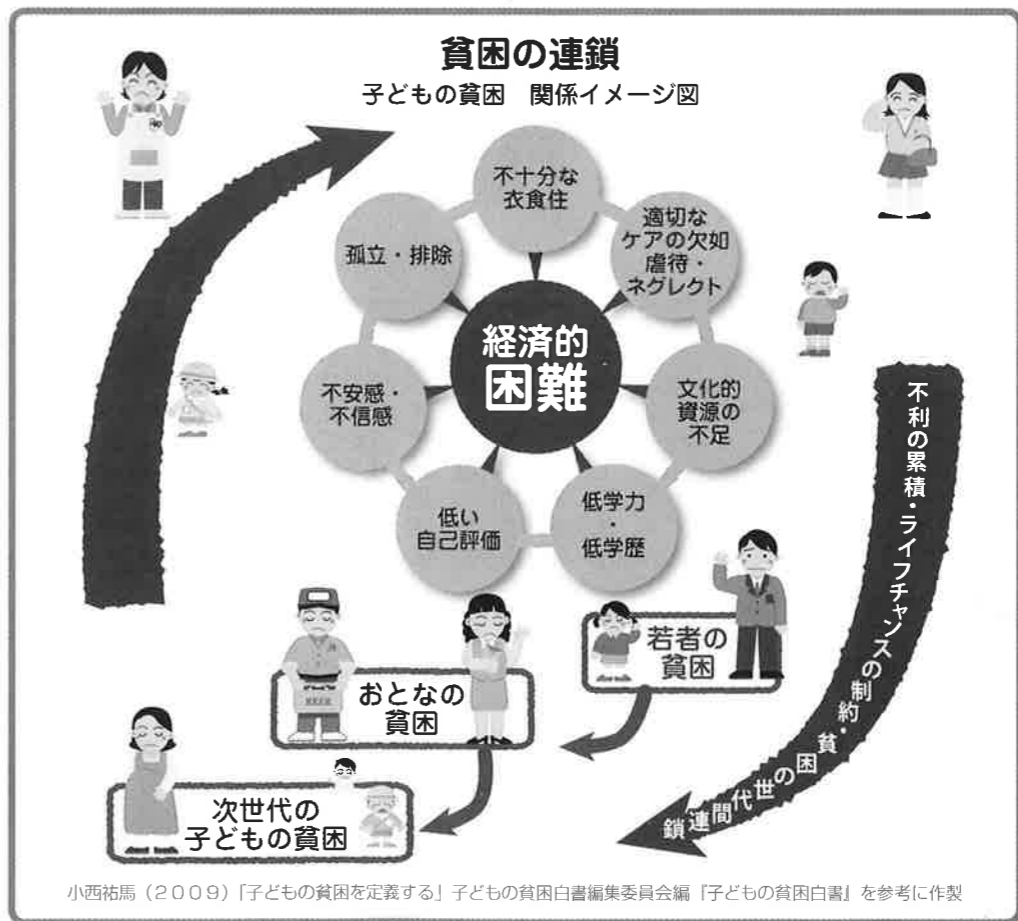 貧困の連鎖
子どもの貧困　関係イメージ図
不十分な
衣食住
適切な
ケアの欠如
虐待・
ネグレクト
孤立・排除
経済的
困難
文化的
資源の
不足
不安感・
不信感
低い
自己評価
低学力
・
低学歴
不利の累積・ライフチャンスの制約・貧困の世代間連鎖
若者の
貧困
おとなの
貧困
次世代の
子どもの貧困
小西祐馬（２００９）「子どもの貧困を定義する」子どもの貧困白書編集委員会編『子どもの貧困白書』を参考に作製